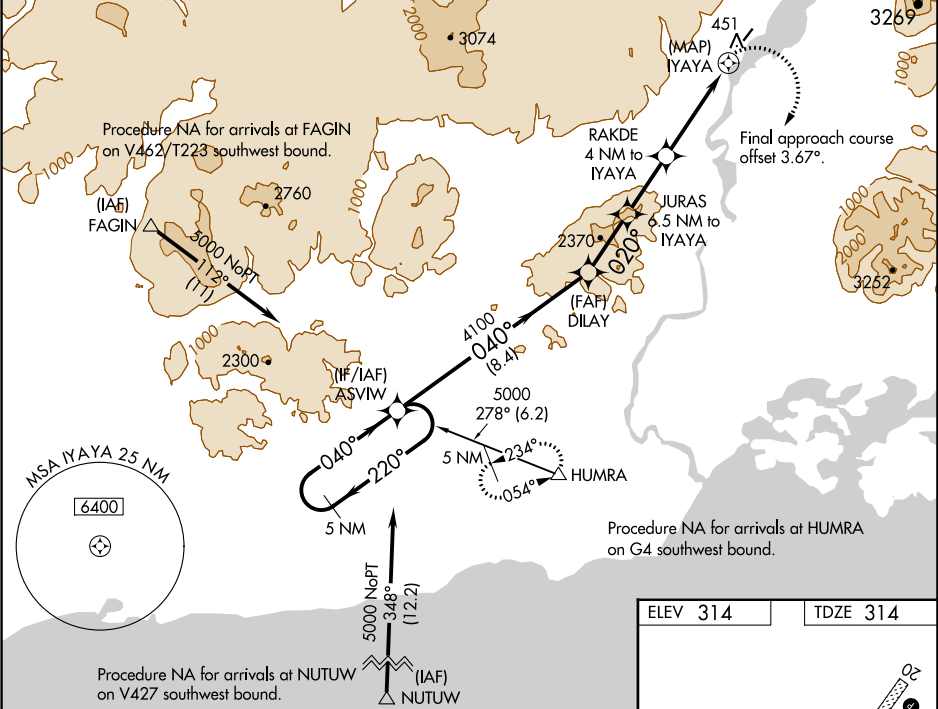 451
3269
(MAP)
IYAYA
2000
3074
1000
Procedure NA for arrivals at FAGIN
on V462/T223 southwest bound.
1000
RAKDE
4 NM to
IYAYA
Final approach course
offset 3.67°.
2760
1000
(IAF)
FAGIN
5000 NoPT
112°
(11)
JURAS
6.5 NM to
IYAYA
2370
020°
1000
2000
3252
(FAF)
DILAY
4100
040°
(8.4)
1000
2300
(IF/IAF)
ASVIW
5000
278° (6.2)
040°
220°
5 NM
5 NM
234°
054°
HUMRA
MSA IYAYA 25 NM
6400
Procedure NA for arrivals at HUMRA
on G4 southwest bound.
5000 NoPT
348°
(12.2)
(IAF)
NUTUW
Procedure NA for arrivals at NUTUW
on V427 southwest bound.
ELEV 314
TDZE 314
20